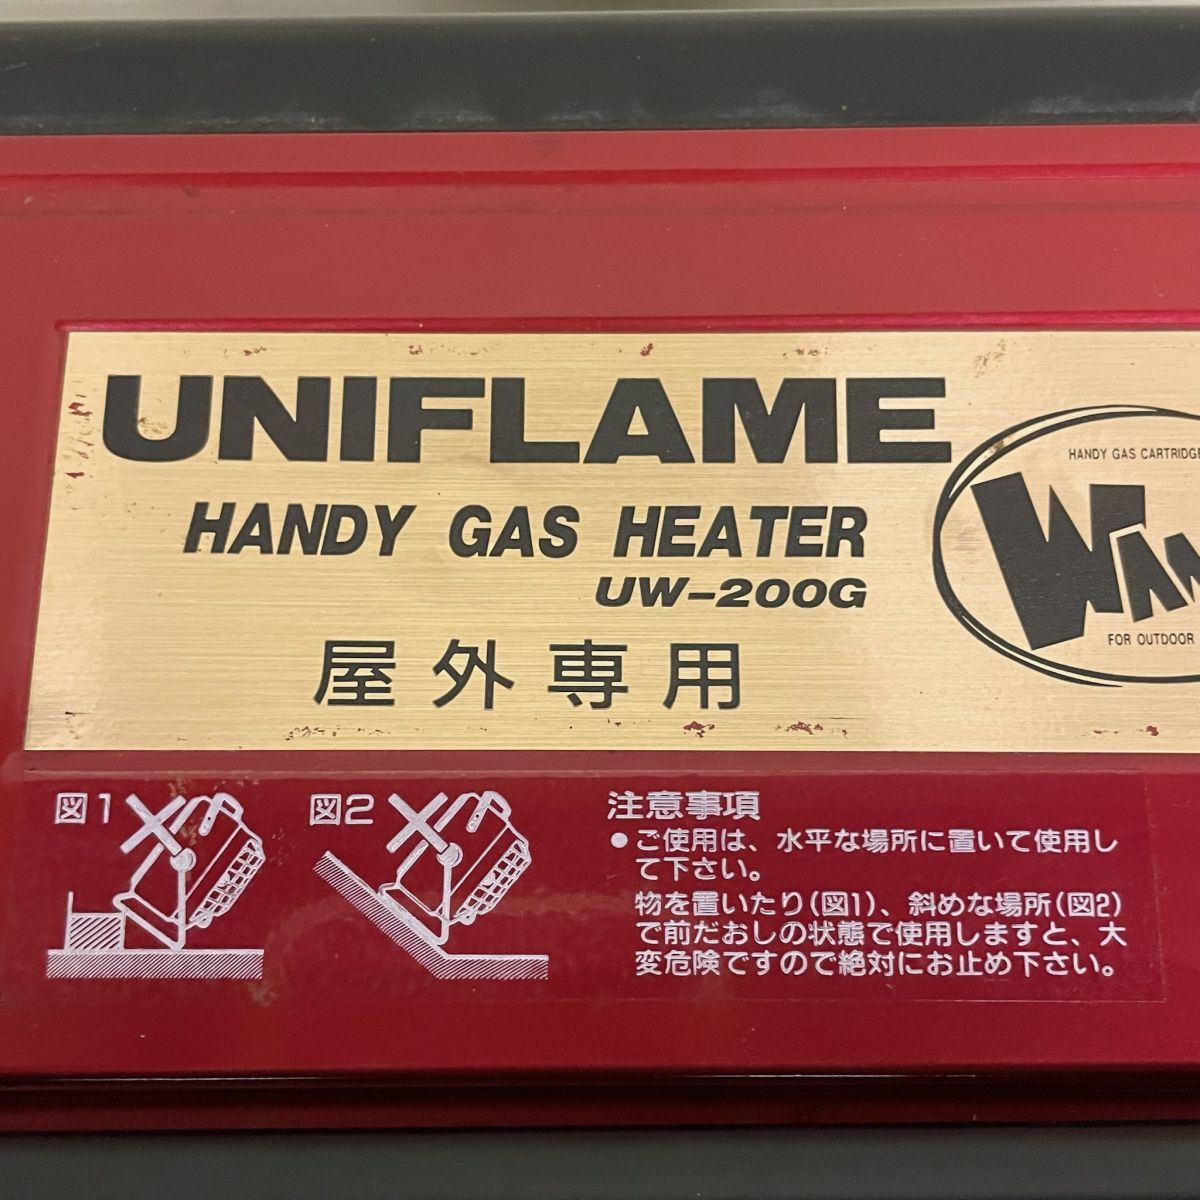 UNIFLAME
HANDY GAS HEATER
UW-200G
屋外専用
HANDY GAS CARTRIDGE
FOR OUTDOOR
図1
図2
注意事項
●ご使用は、水平な場所に置いて使用し
て下さい。
物を置いたり(図1)、斜めな場所(図2)
で前だおしの状態で使用しますと、大
変危険ですので絶対にお止め下さい。